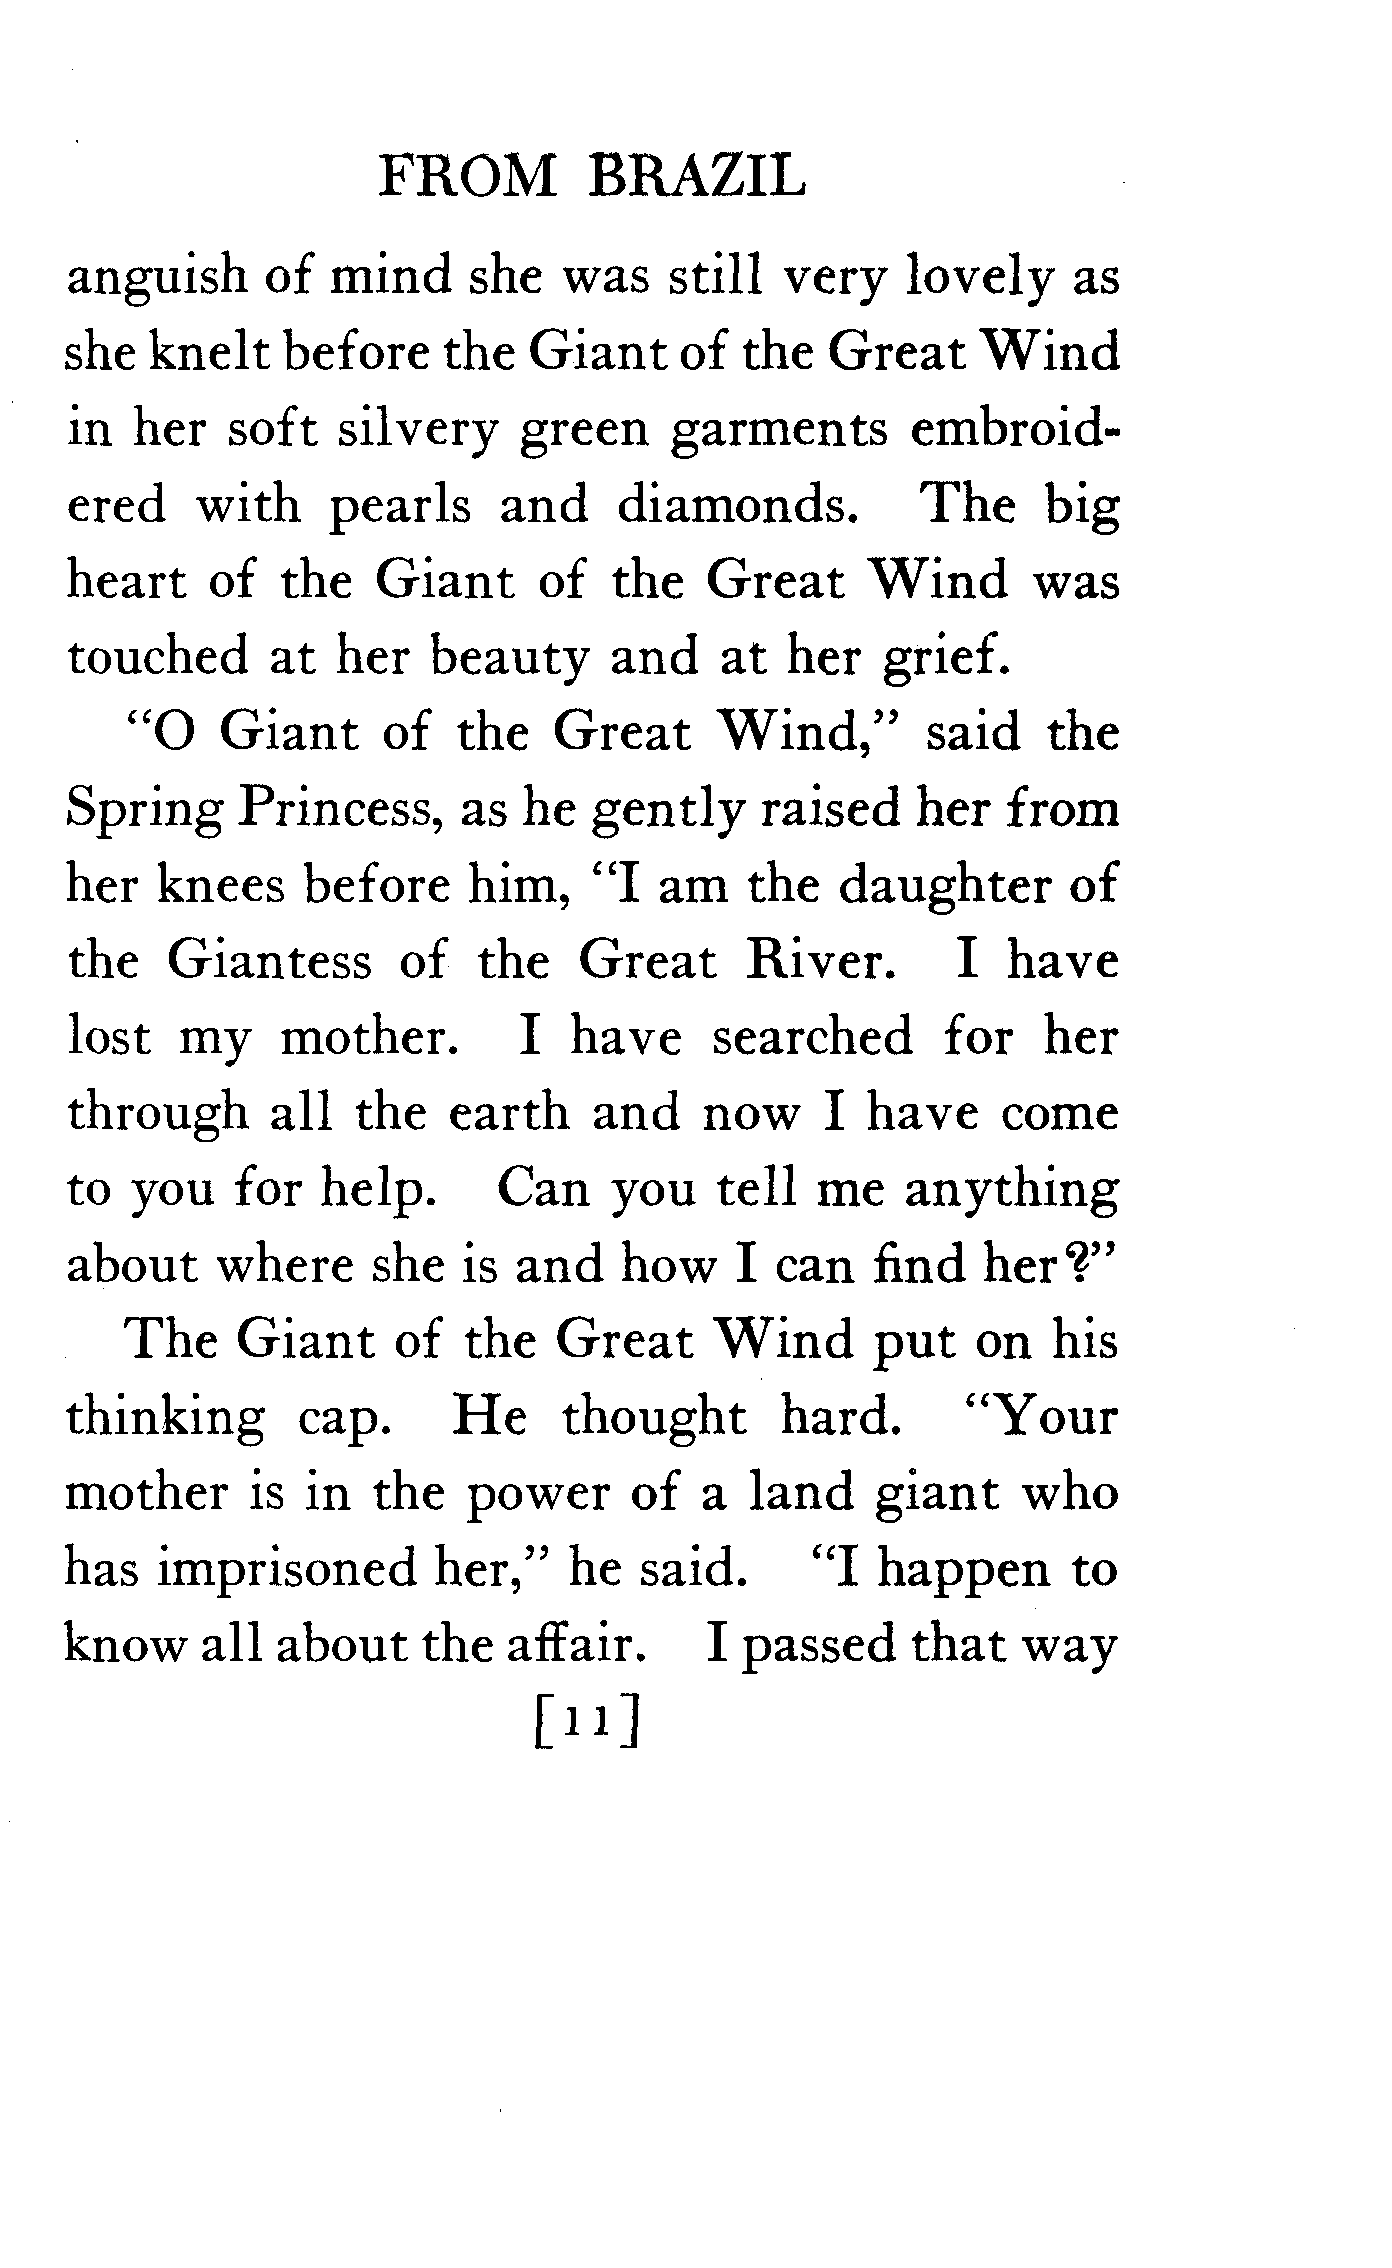 FROM BRAZIL
anguish of mind she was still very lovely as
she knelt before the Giant of the Great Wind
in her soft silvery green garments embroid-
ered with pearls and diamonds. The big
heart of the Giant of the Great Wind was
touched at her beauty and at her grief.
“O Giant of the Great Wind,” said the
Spring Princess, as he gently raised her from
her knees before him, “I am the daughter of
the Giantess of the Great River. I have
lost my mother. I have searched for her
through all the earth and now I have come
to you for help. Can you tell me anything
about where she is and how I can find her?”
The Giant of the Great Wind put on his
thinking cap. He thought hard. “Your
mother is in the power of a land giant who
has imprisoned her,” he said. “I happen to
know all about the affair. I passed that way
[11]